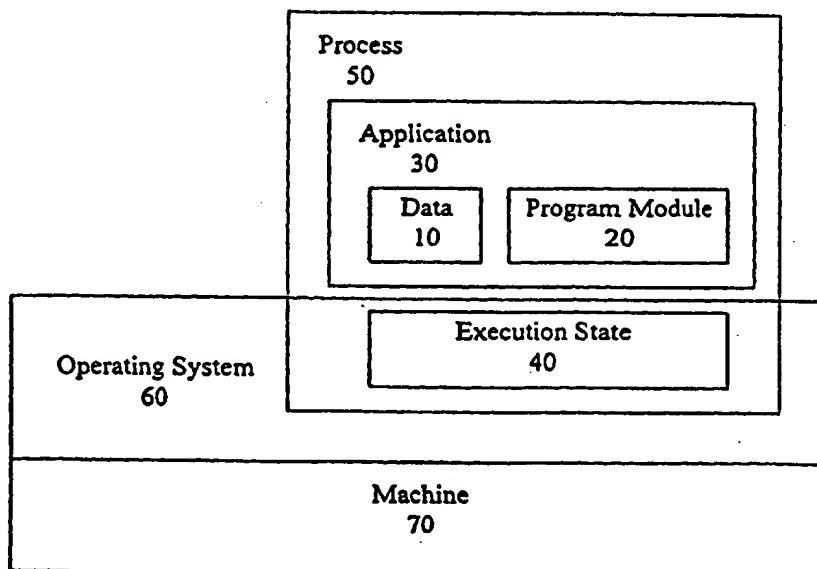 Process
50
Application
30
Data
10
Program Module
20
Execution State
40
Operating System
60
Machine
70